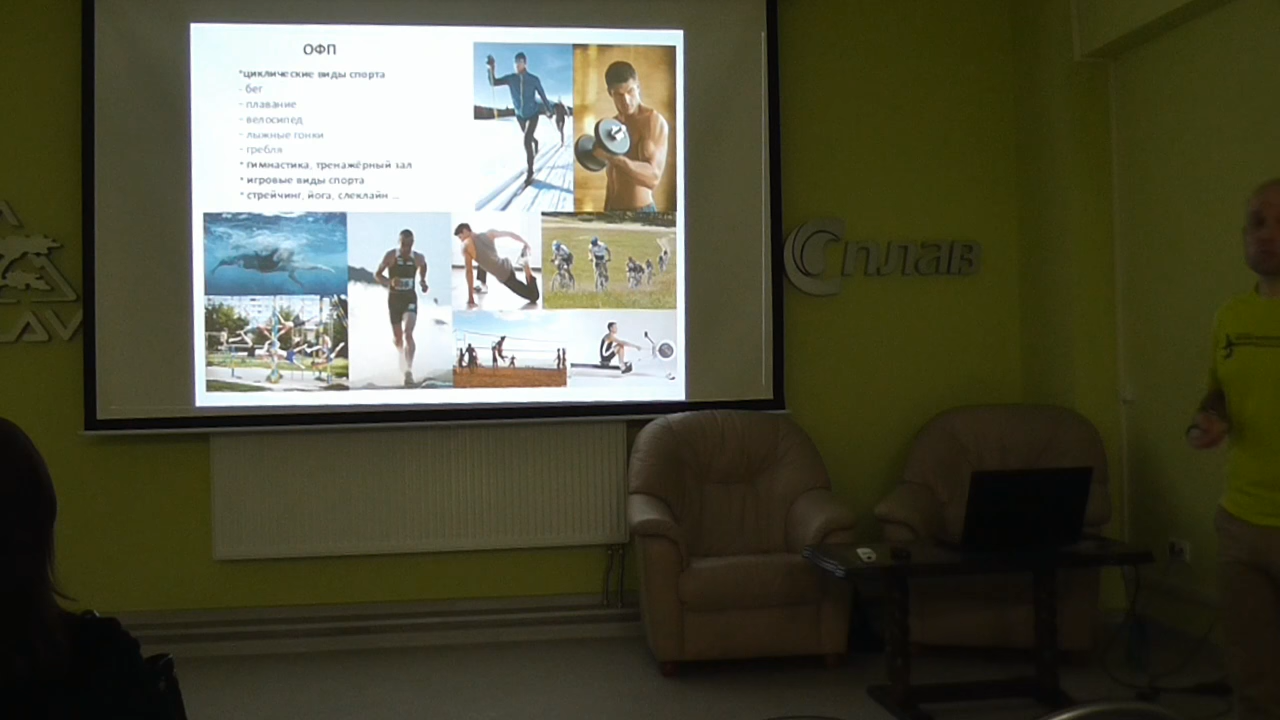 ОФП
*циклические виды спорта
- бег
- плавание
- велосипед
- лыжные гонки
- гребля
* гимнастика, тренажёрный зал
* игровые виды спорта
* стрейчинг, йога, слеклайн ...
Сплав